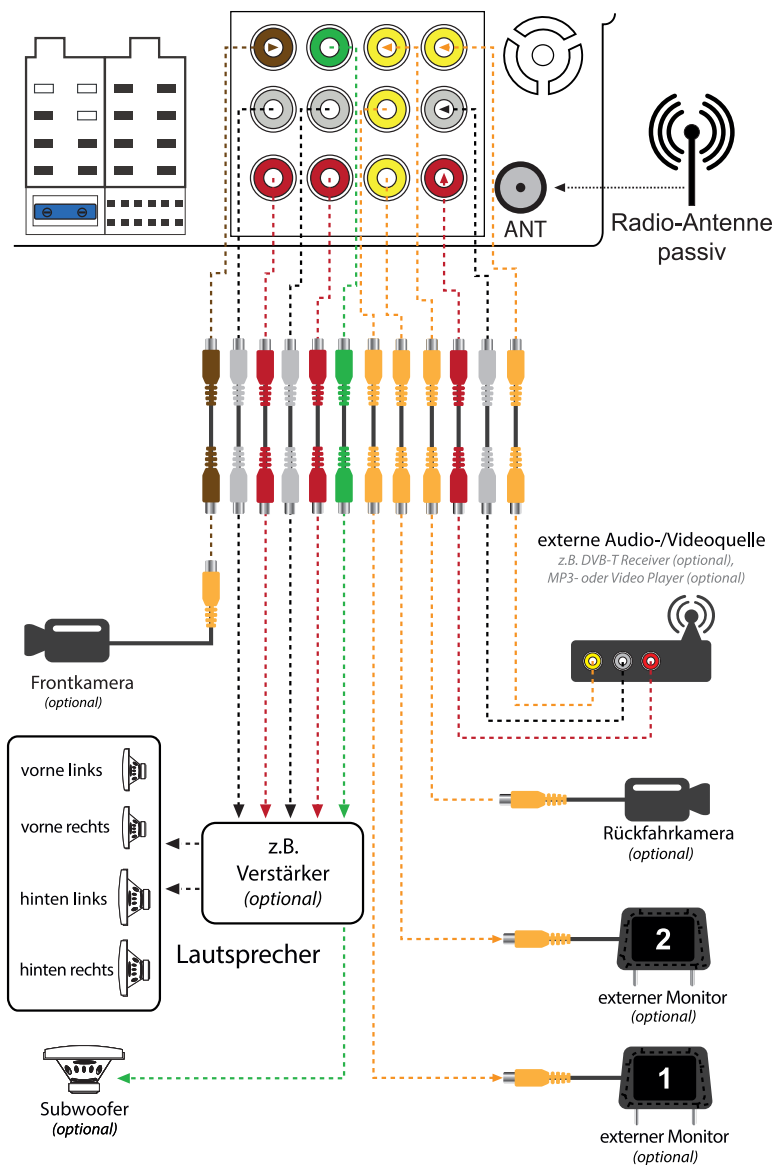 ANT
Radio-Antenne
passiv
externe Audio-/Videoquelle
z.B. DVB-T Receiver (optional),
MP3- oder Video Player (optional)
Frontkamera
(optional)
vorne links
vorne rechts
hinten links
hinten rechts
z.B.
Verstärker
(optional)
Lautsprecher
Rückfahrkamera
(optional)
2
externer Monitor
(optional)
Subwoofer
(optional)
1
externer Monitor
(optional)